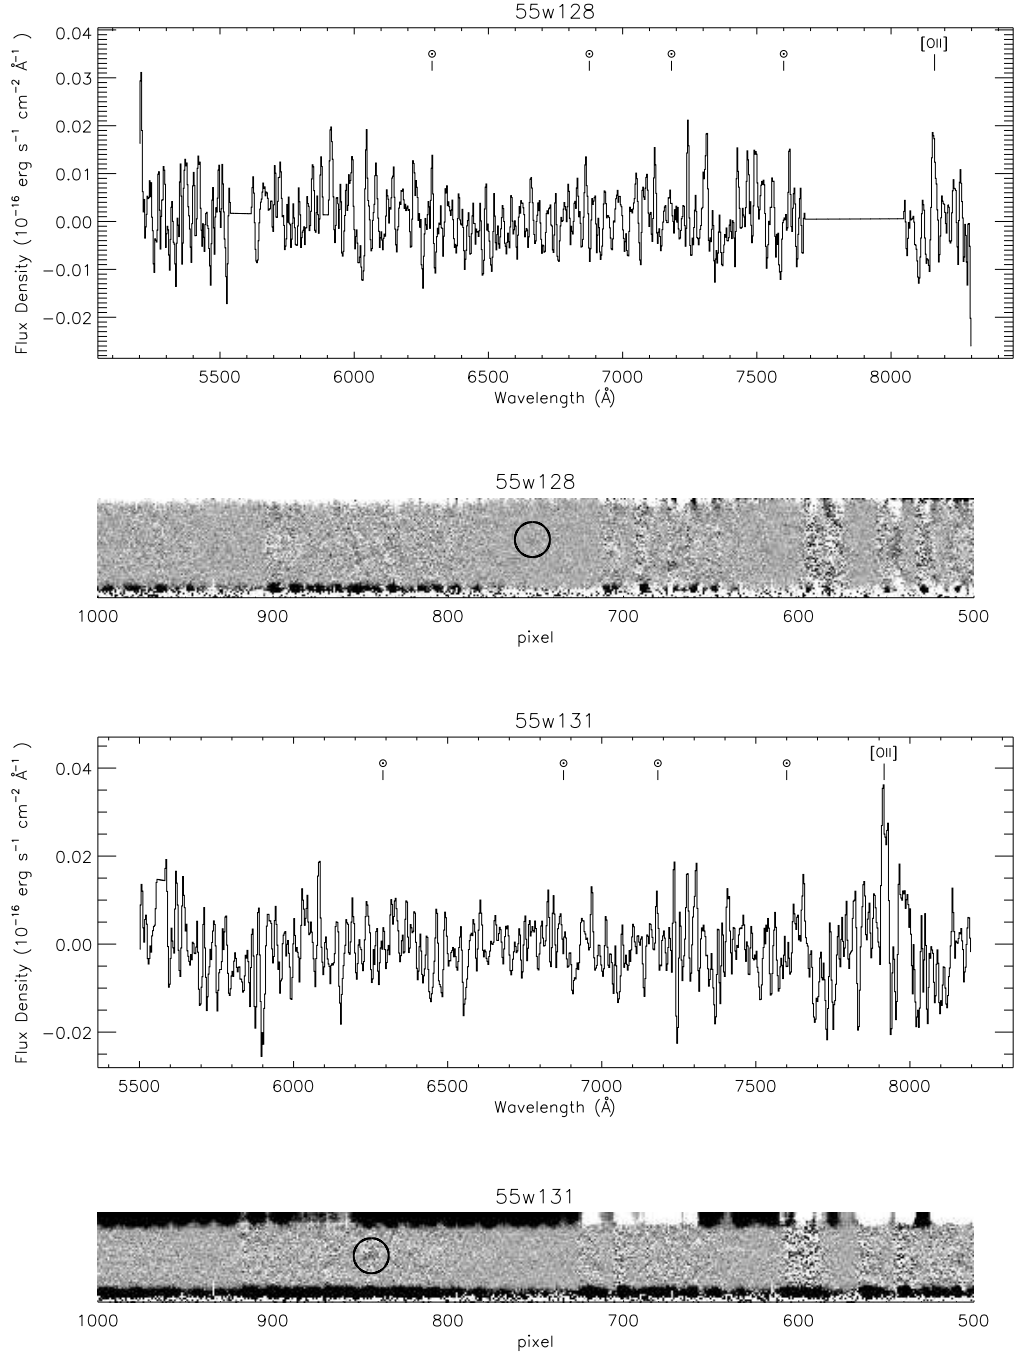 55w128
[OII]
0.04
0.03
0.02
0.01
0.00
−0.01
−0.02
Flux Density (10⁻¹⁶ erg s⁻¹ cm⁻² Å⁻¹ )
5500 6000 6500 7000 7500 8000
Wavelength (Å)
55w128
1000 900 800 700 600 500
pixel
55w131
[OII]
0.04
0.02
0.00
−0.02
Flux Density (10⁻¹⁶ erg s⁻¹ cm⁻² Å⁻¹ )
5500 6000 6500 7000 7500 8000
Wavelength (Å)
55w131
1000 900 800 700 600 500
pixel